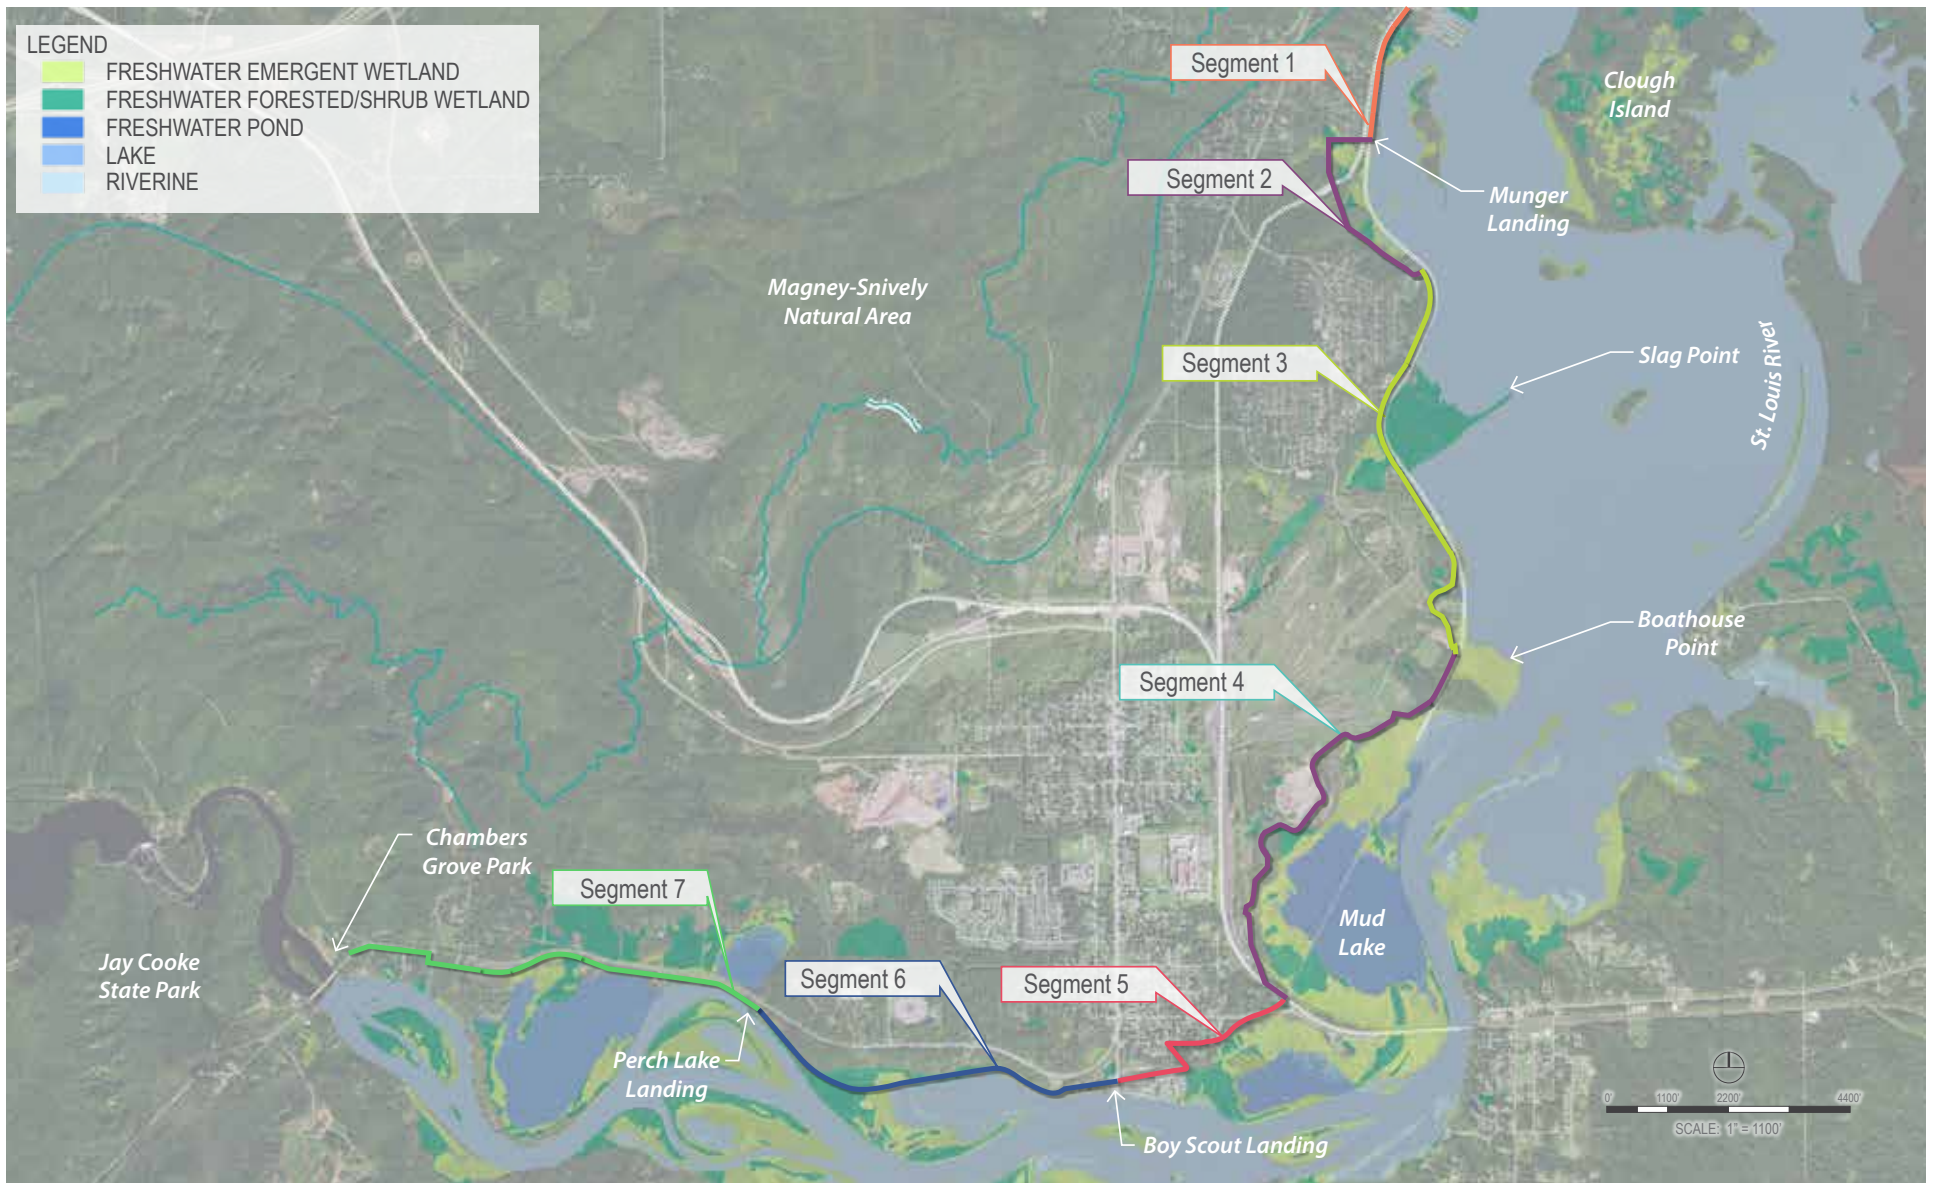 LEGEND
FRESHWATER EMERGENT WETLAND
FRESHWATER FORESTED/SHRUB WETLAND
FRESHWATER POND
LAKE
RIVERINE
Segment 1
Clough
Island
Segment 2
Munger
Landing
Magney-Snively
Natural Area
Segment 3
Slag Point
St. Louis River
Boathouse
Point
Segment 4
Chambers
Grove Park
Segment 7
Mud
Lake
Jay Cooke
State Park
Segment 6
Segment 5
Perch Lake
Landing
Boy Scout Landing
0' 1100' 2200' 4400'
SCALE: 1" = 1100'